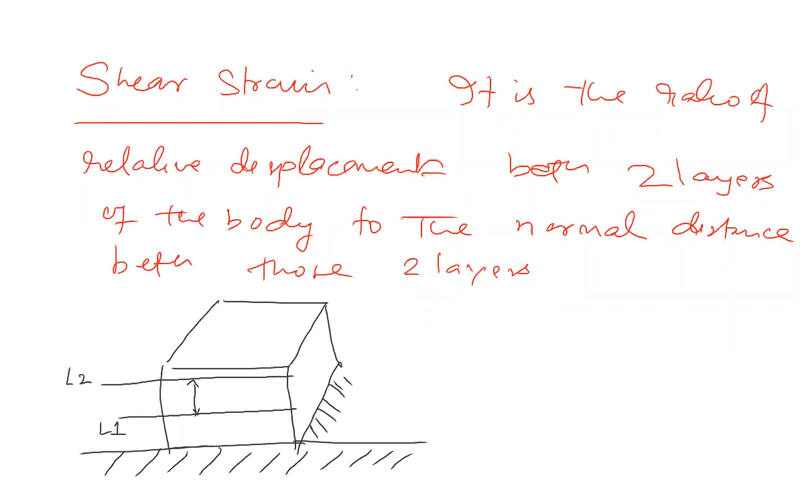 Shear Strain: It is the ratio of
relative displacement betn 2 layers
of the body to The normal distance
betn those 2 layers
L2
L1